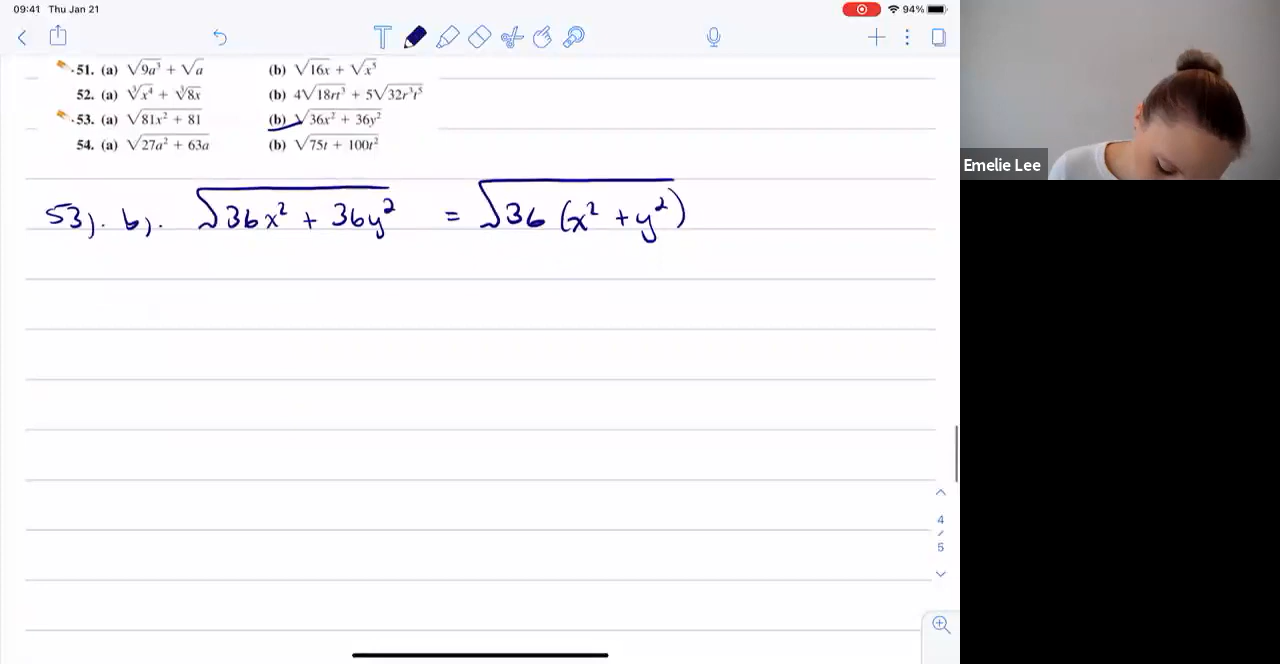 09:41 Thu Jan 21
94%
51. (a) √9a³ + √a (b) √16x + √x⁵
52. (a) ∛x⁴ + ∛8x (b) 4√18rt³ + 5√32r³t⁵
53. (a) √81x² + 81 (b) √36x² + 36y²
54. (a) √27a² + 63a (b) √75t + 100t²
53). b). √36x² + 36y² = √36 (x² + y²)
Emelie Lee
4
5